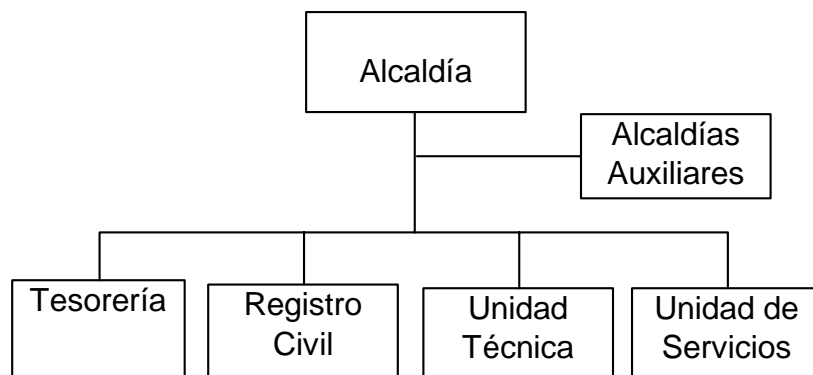 Alcaldía
Alcaldías
Auxiliares
Tesorería
Registro
Civil
Unidad
Técnica
Unidad de
Servicios